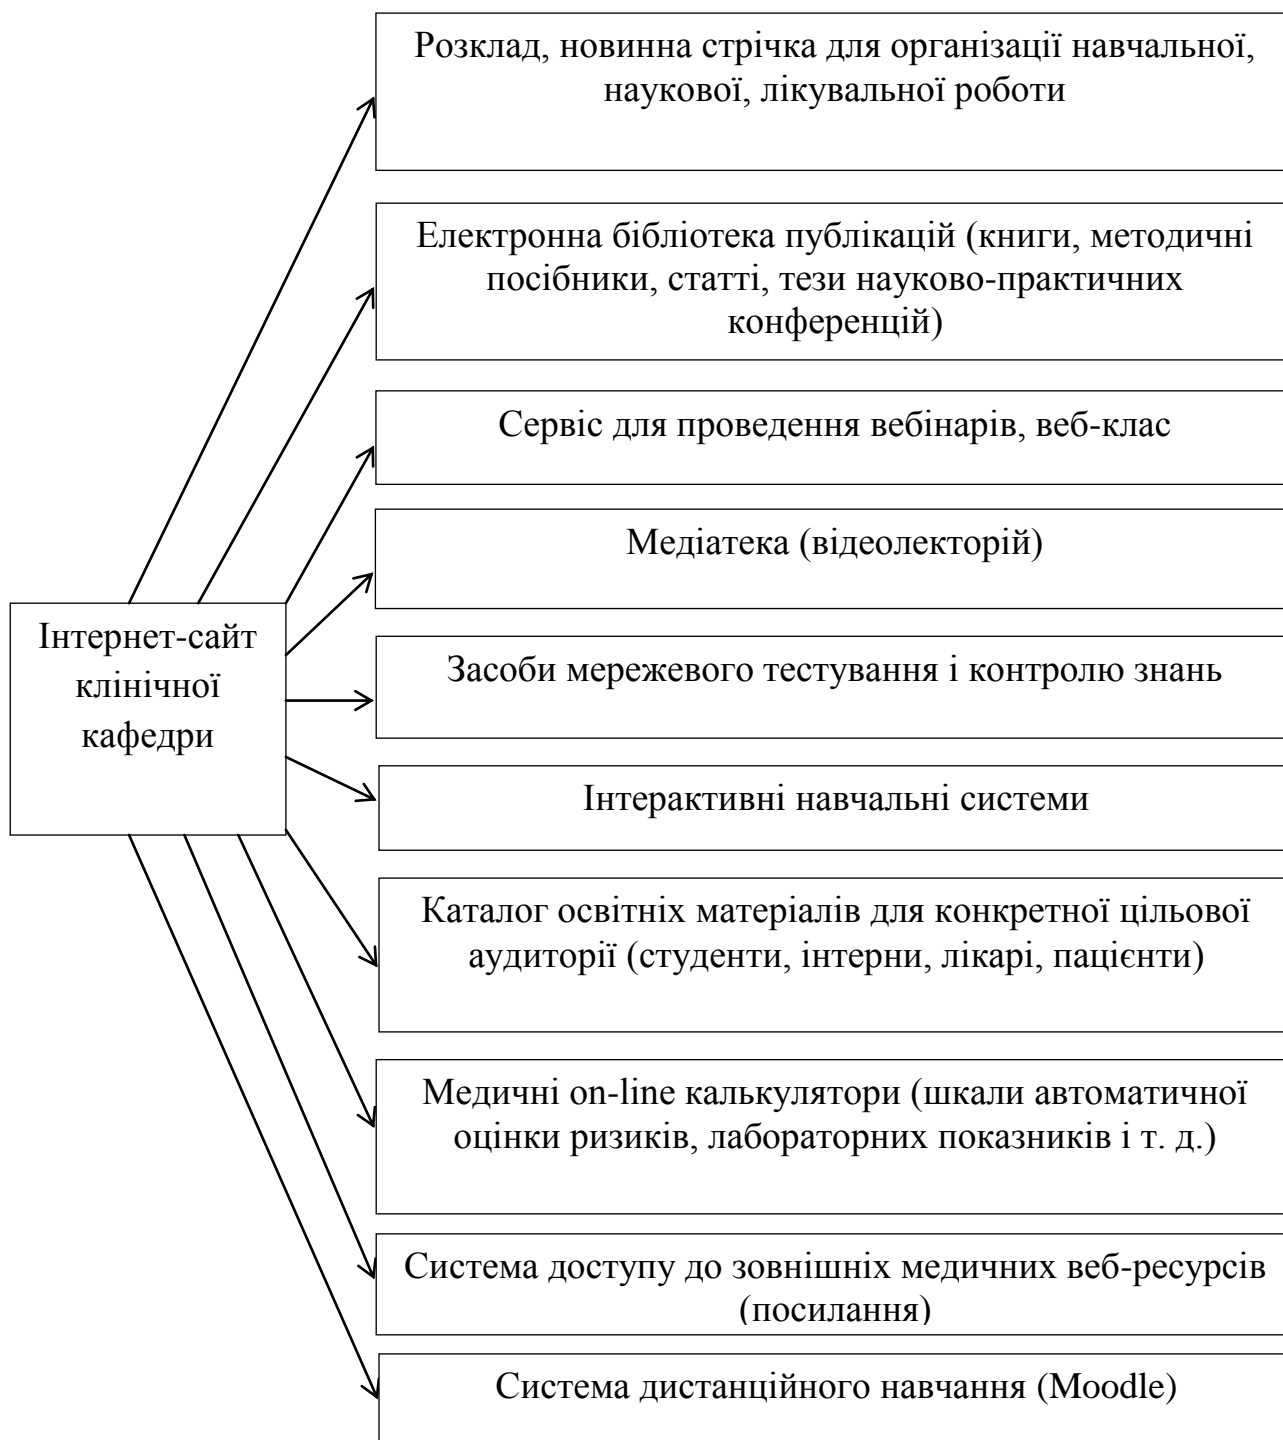 Розклад, новинна стрічка для організації навчальної,
наукової, лікувальної роботи
Електронна бібліотека публікацій (книги, методичні
посібники, статті, тези науково-практичних
конференцій)
Сервіс для проведення вебінарів, веб-клас
Медіатека (відеолекторій)
Інтернет-сайт
клінічної
кафедри
Засоби мережевого тестування і контролю знань
Інтерактивні навчальні системи
Каталог освітніх матеріалів для конкретної цільової
аудиторії (студенти, інтерни, лікарі, пацієнти)
Медичні on-line калькулятори (шкали автоматичної
оцінки ризиків, лабораторних показників і т. д.)
Система доступу до зовнішніх медичних веб-ресурсів
(посилання)
Система дистанційного навчання (Moodle)